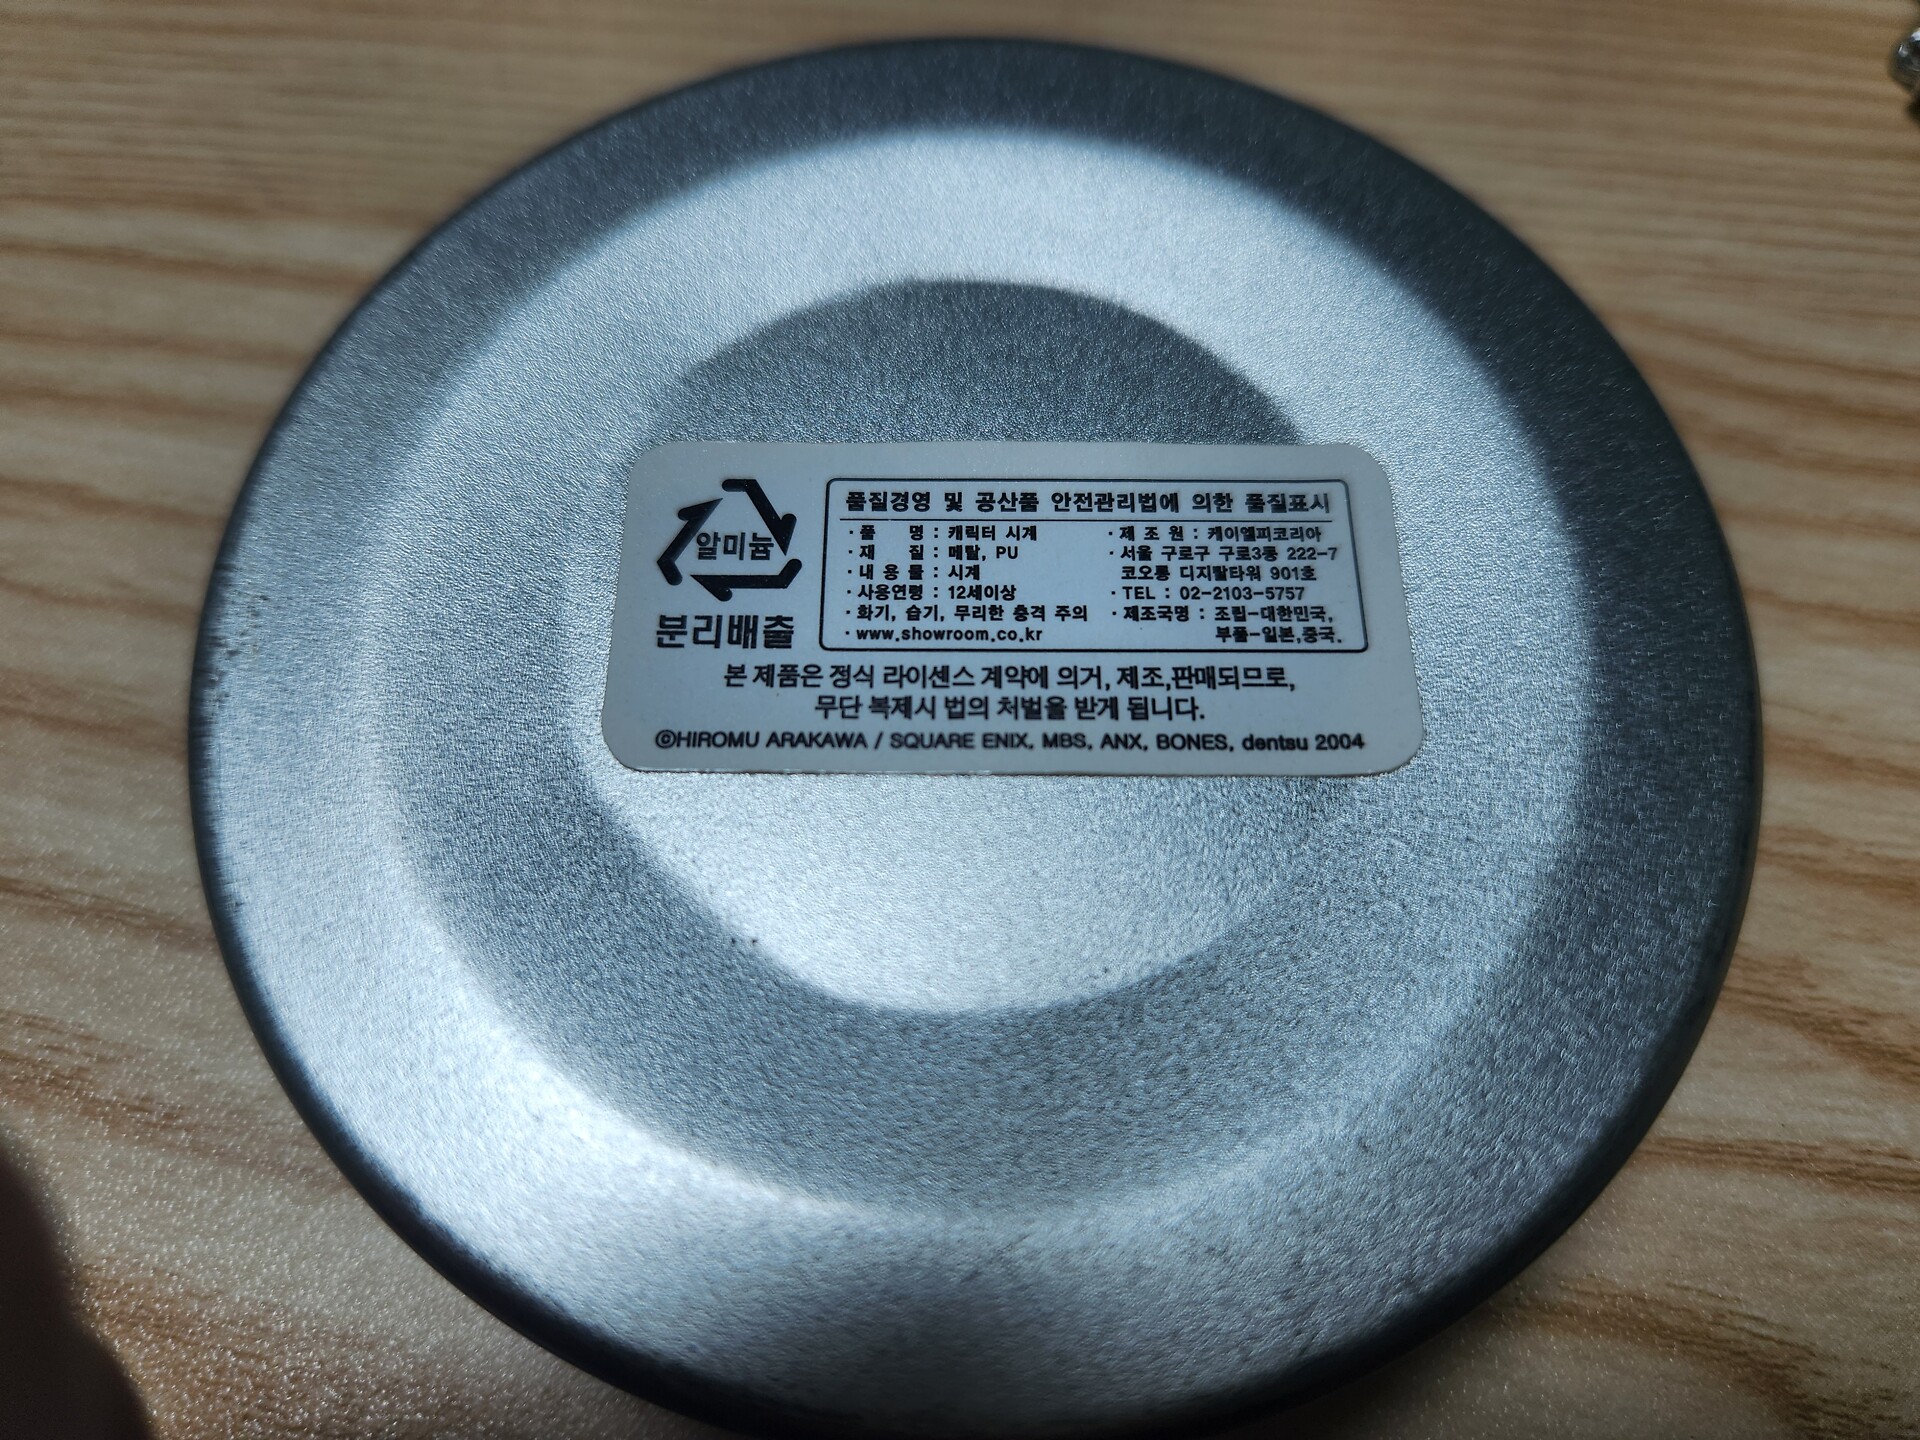 알미늄
분리배출
품질경영 및 공산품 안전관리법에 의한 품질표시
· 품 명 : 캐릭터 시계
· 재 질 : 메탈, PU
· 내 용 물 : 시계
· 사용연령 : 12세이상
· 화기, 습기, 무리한 충격 주의
· www.showroom.co.kr
· 제 조 원 : 케이엘피코리아
· 서울 구로구 구로3동 222-7
코오롱 디지탈타워 901호
· TEL : 02-2103-5757
· 제조국명 : 조립-대한민국,
부품-일본,중국.
본 제품은 정식 라이센스 계약에 의거, 제조,판매되므로,
무단 복제시 법의 처벌을 받게 됩니다.
©HIROMU ARAKAWA / SQUARE ENIX, MBS, ANX, BONES, dentsu 2004